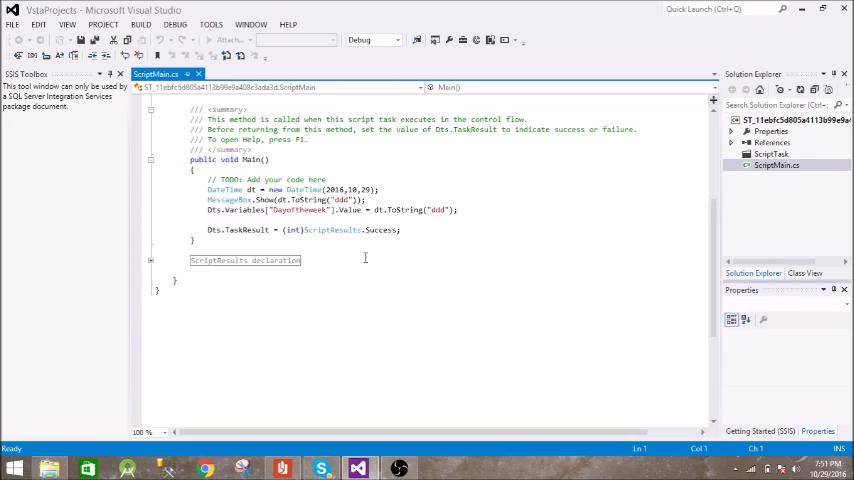 VstaProjects - Microsoft Visual Studio
Quick Launch (Ctrl+Q)
FILE EDIT VIEW PROJECT BUILD DEBUG TOOLS WINDOW HELP
Attach...
Debug
SSIS Toolbox
This tool window can only be used by
a SQL Server Integration Services
package document.
ScriptMain.cs
ST_11ebfc5d805a4113b99e9a408c3ada3d.ScriptMain
Main()
/// <summary>
/// This method is called when this script task executes in the control flow.
/// Before returning from this method, set the value of Dts.TaskResult to indicate success or failure.
/// To open Help, press F1.
/// </summary>
public void Main()
{
// TODO: Add your code here
DateTime dt = new DateTime(2016,10,29);
MessageBox.Show(dt.ToString("ddd"));
Dts.Variables["Dayoftheweek"].Value = dt.ToString("ddd");
Dts.TaskResult = (int)ScriptResults.Success;
}
ScriptResults declaration
}
}
100 %
Solution Explorer
Search Solution Explorer (Ctrl+;)
ST_11ebfc5d805a4113b99e9a
Properties
References
ScriptTask
ScriptMain.cs
Solution Explorer Class View
Properties
Getting Started (SSIS) Properties
Ready
Ln 1
Col 1
Ch 1
INS
7:51 PM
10/29/2016